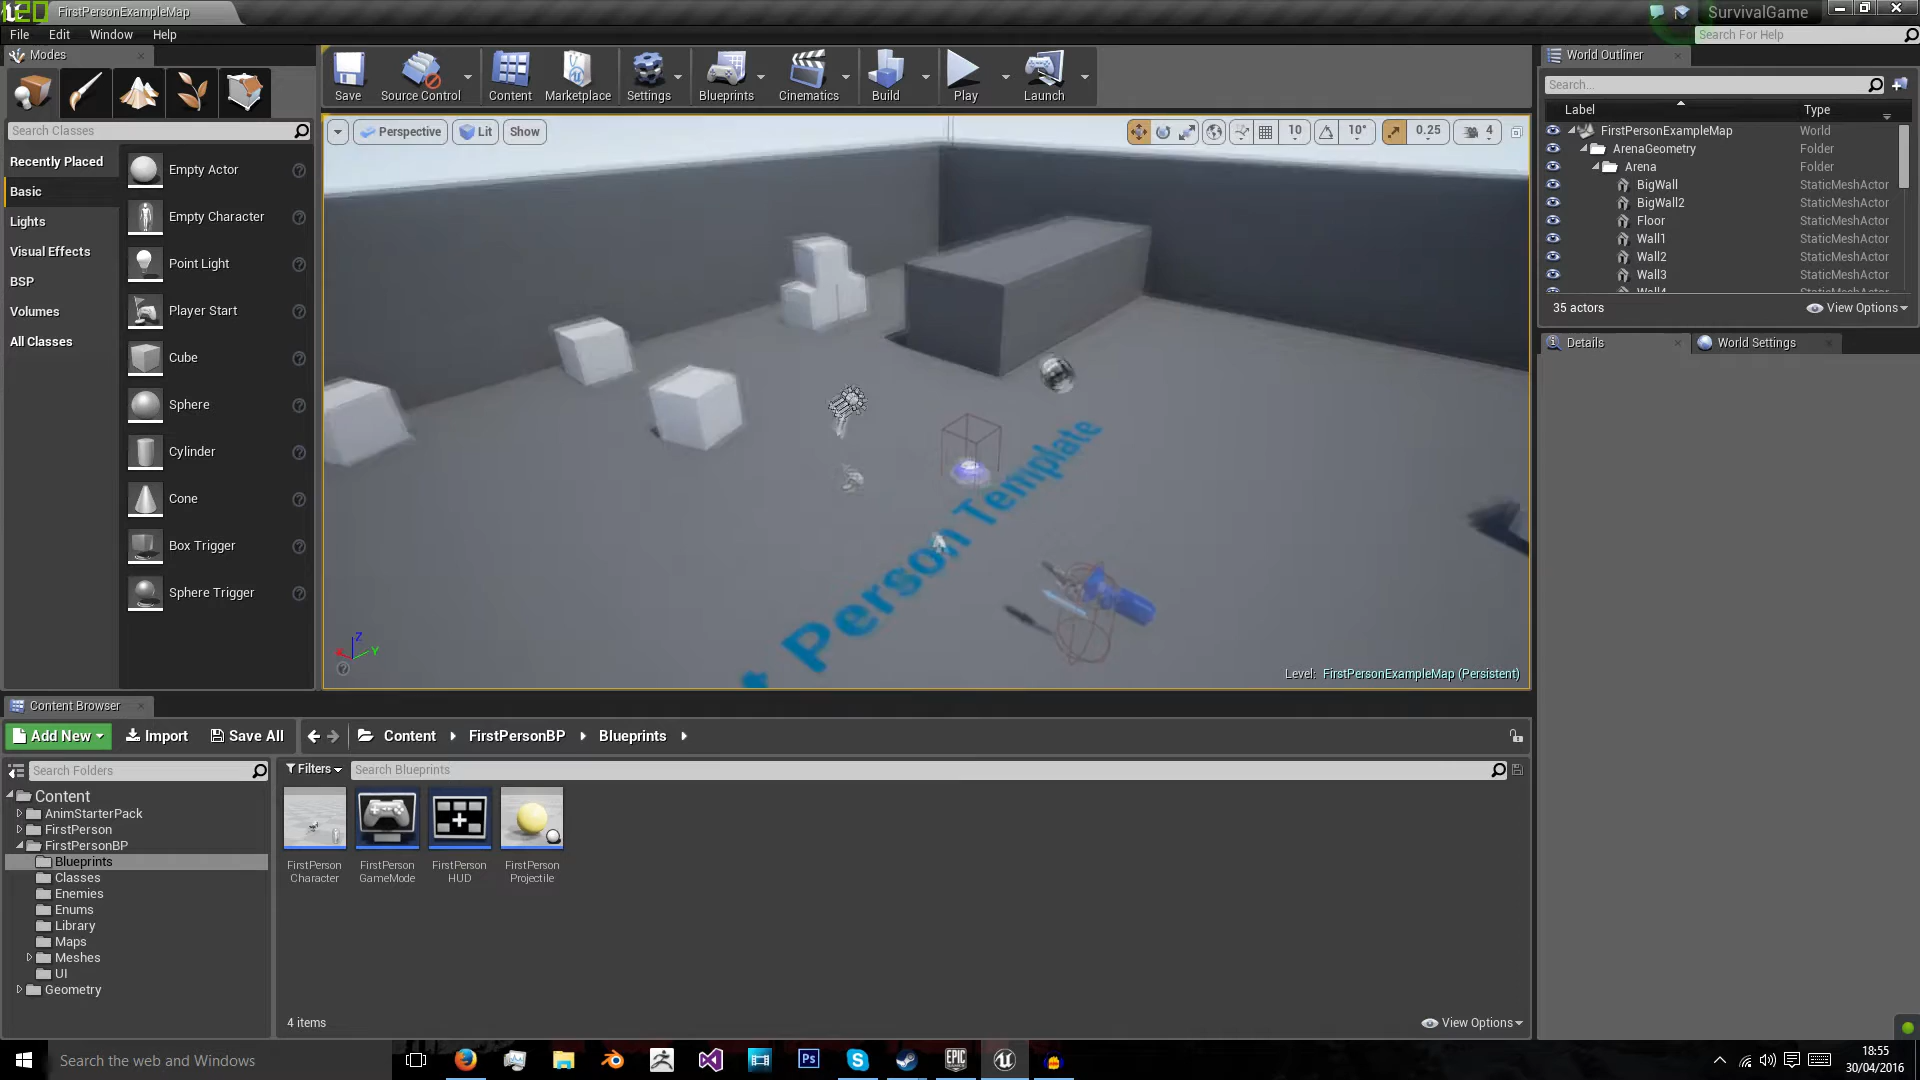 120
FirstPersonExampleMap
SurvivalGame
File Edit Window Help
Search For Help
Modes
Save
Source Control
Content
Marketplace
Settings
Blueprints
Cinematics
Build
Play
Launch
Search Classes
Recently Placed
Basic
Lights
Visual Effects
BSP
Volumes
All Classes
Empty Actor
Empty Character
Point Light
Player Start
Cube
Sphere
Cylinder
Cone
Box Trigger
Sphere Trigger
Perspective
Lit
Show
10
10°
0.25
4
Person Template
Z
Y
Level: FirstPersonExampleMap (Persistent)
World Outliner
Search...
Label Type
FirstPersonExampleMap World
ArenaGeometry Folder
Arena Folder
BigWall StaticMeshActor
BigWall2 StaticMeshActor
Floor StaticMeshActor
Wall1 StaticMeshActor
Wall2 StaticMeshActor
Wall3 StaticMeshActor
Wall4 StaticMeshActor
35 actors
View Options
Details
World Settings
Content Browser
Add New
Import
Save All
Content
FirstPersonBP
Blueprints
Search Folders
Filters
Search Blueprints
Content
AnimStarterPack
FirstPerson
FirstPersonBP
Blueprints
Classes
Enemies
Enums
Library
Maps
Meshes
UI
Geometry
FirstPerson
Character
FirstPerson
GameMode
FirstPerson
HUD
FirstPerson
Projectile
4 items
View Options
Search the web and Windows
Ps
EPIC
GAMES
18:55
30/04/2016